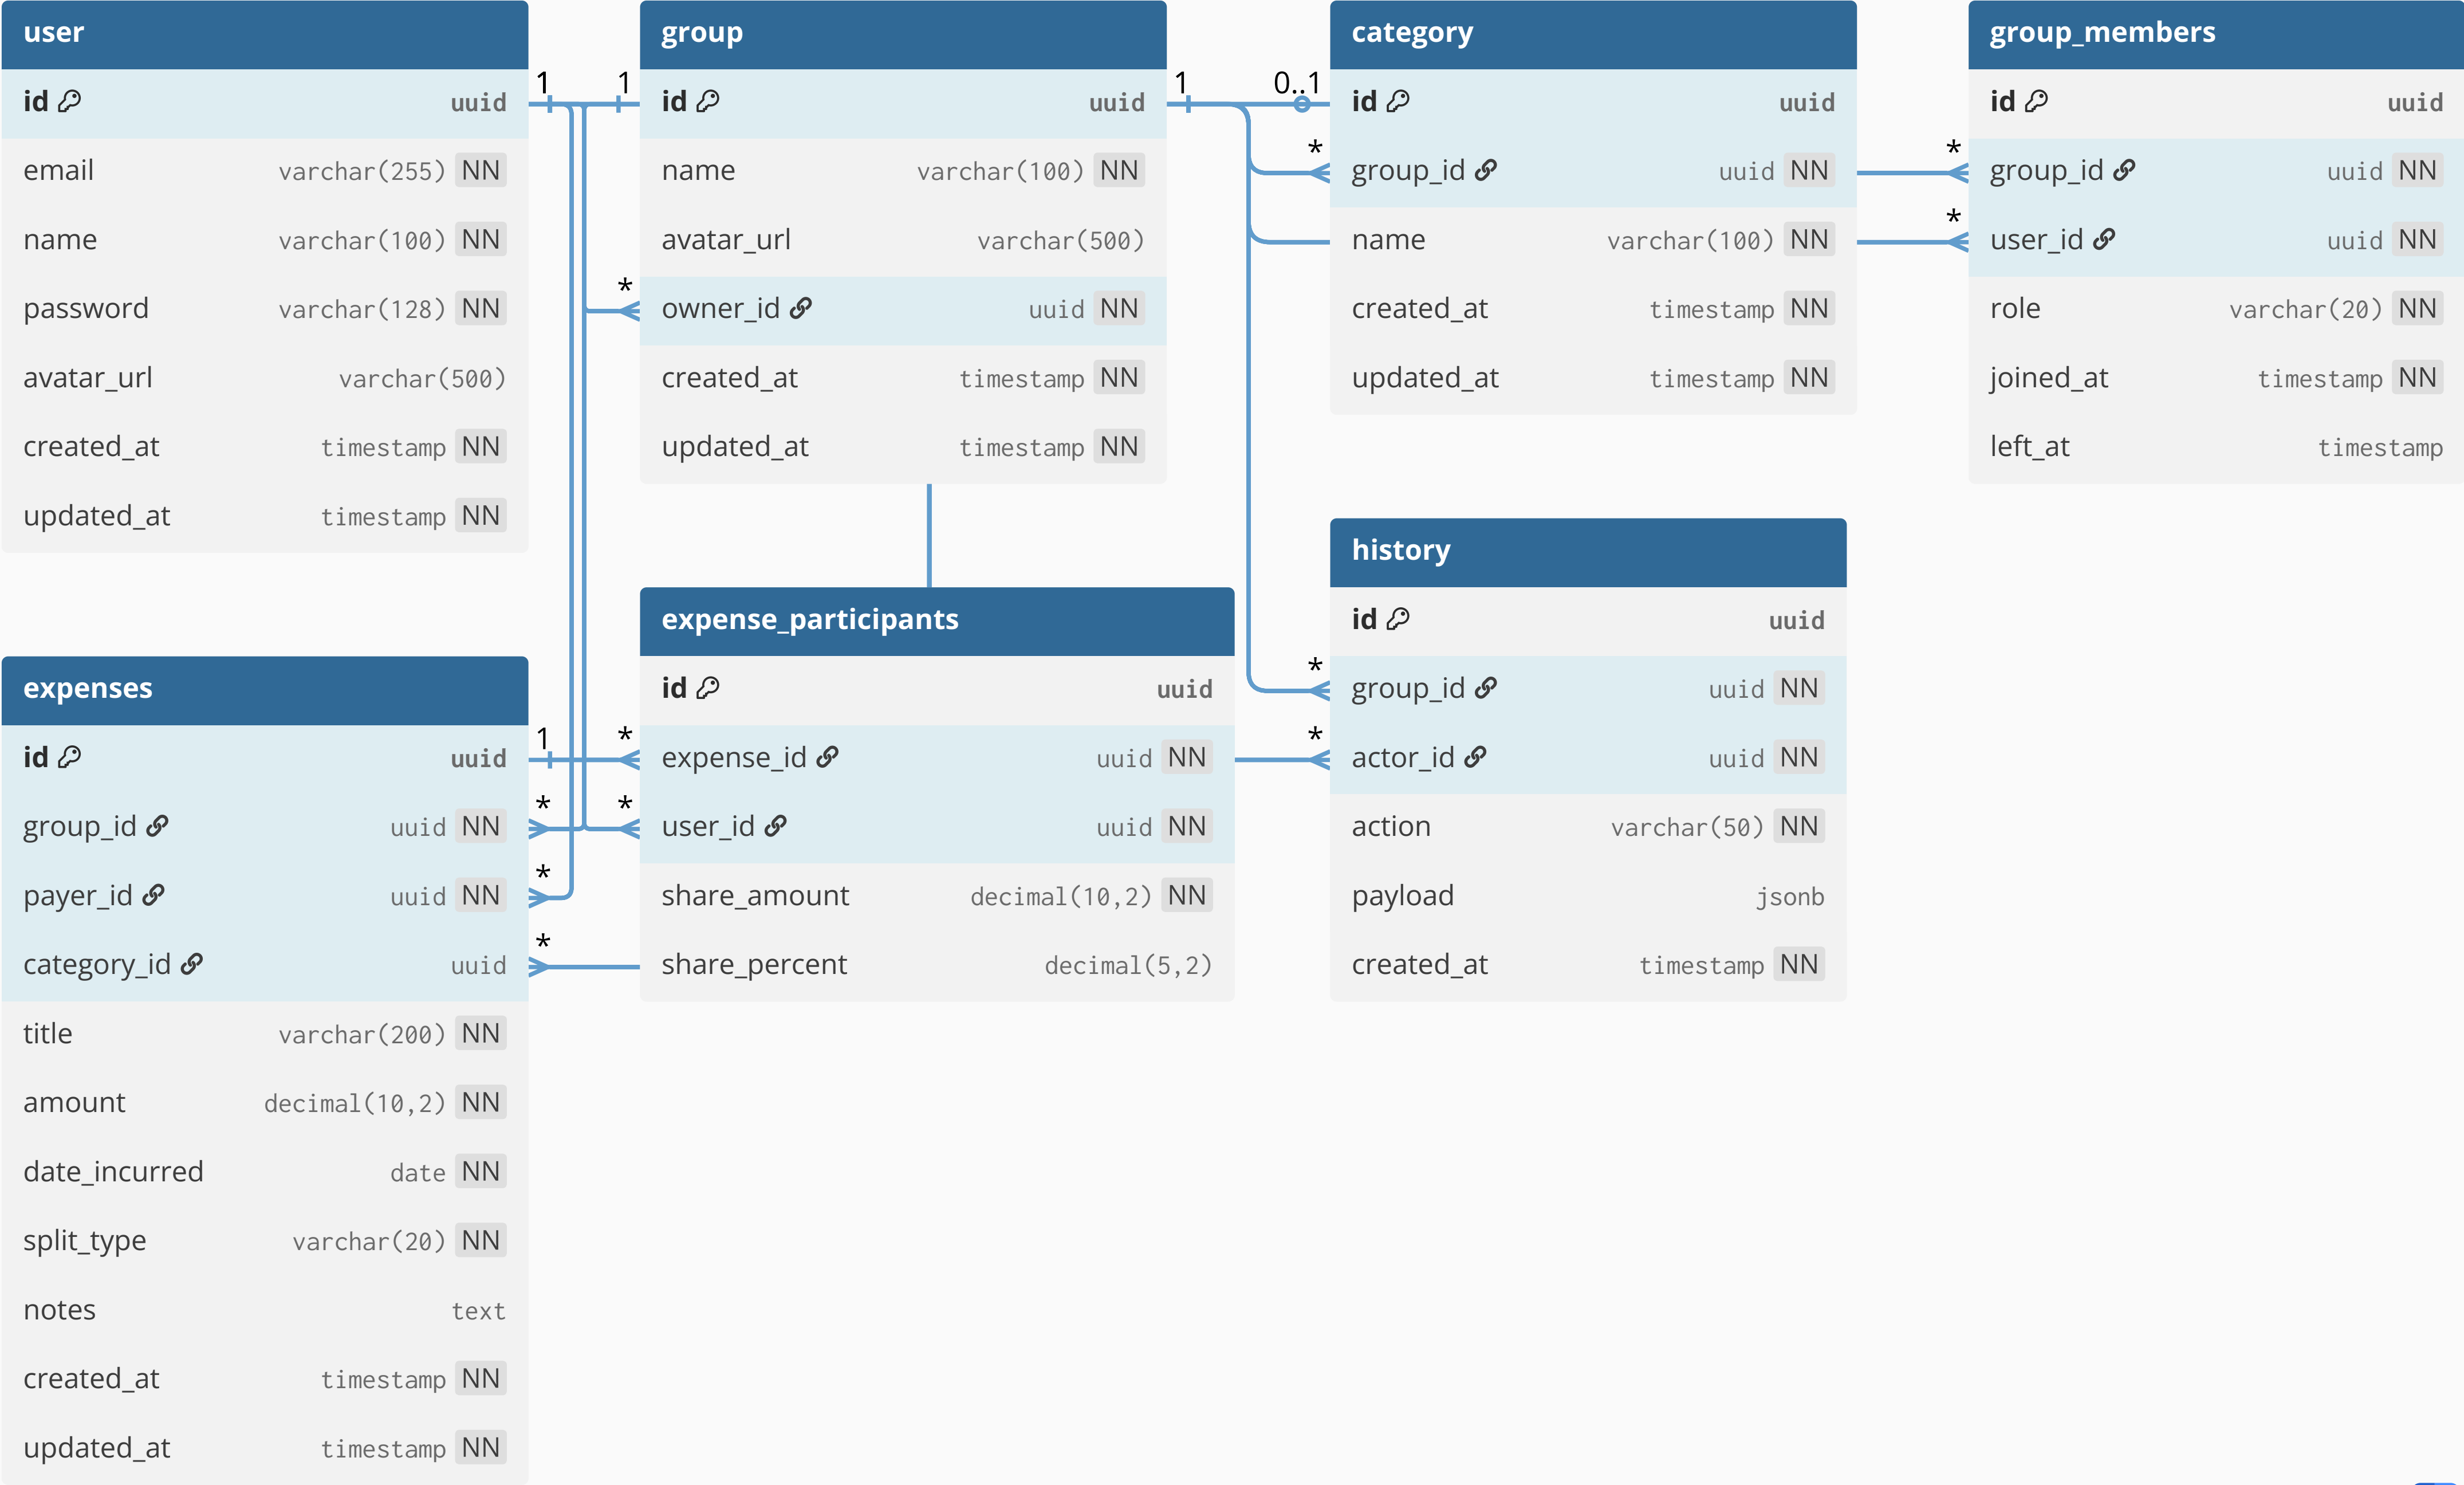 user
id uuid
email varchar(255) NN
name varchar(100) NN
password varchar(128) NN
avatar_url varchar(500)
created_at timestamp NN
updated_at timestamp NN
1
1
group
id uuid
name varchar(100) NN
avatar_url varchar(500)
* owner_id uuid NN
created_at timestamp NN
updated_at timestamp NN
1
0..1
category
id uuid
* group_id uuid NN
name varchar(100) NN
created_at timestamp NN
updated_at timestamp NN
group_members
id uuid
* group_id uuid NN
* user_id uuid NN
role varchar(20) NN
joined_at timestamp NN
left_at timestamp
expenses
id uuid 1
group_id uuid NN *
payer_id uuid NN *
category_id uuid *
title varchar(200) NN
amount decimal(10,2) NN
date_incurred date NN
split_type varchar(20) NN
notes text
created_at timestamp NN
updated_at timestamp NN
expense_participants
id uuid
* expense_id uuid NN
* user_id uuid NN
share_amount decimal(10,2) NN
share_percent decimal(5,2)
history
id uuid
* group_id uuid NN
* actor_id uuid NN
action varchar(50) NN
payload jsonb
created_at timestamp NN